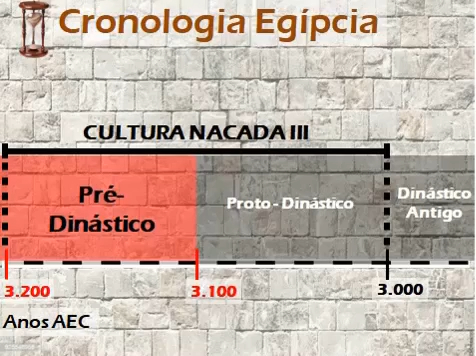 Cronologia Egípcia
CULTURA NACADA III
Pré-
Dinástico
Proto - Dinástico
Dinástico
Antigo
3.200
3.100
3.000
Anos AEC